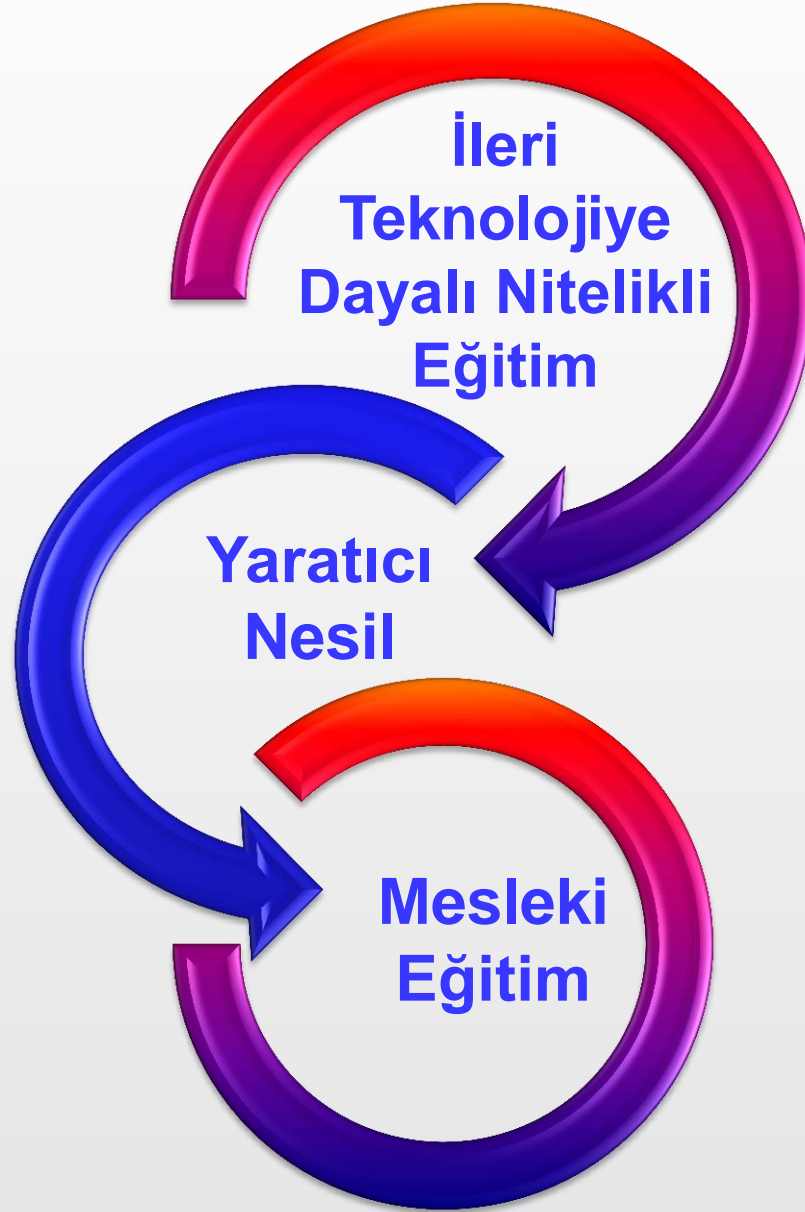 İleri
Teknolojiye
Dayalı Nitelikli
Eğitim
Yaratıcı
Nesil
Mesleki
Eğitim